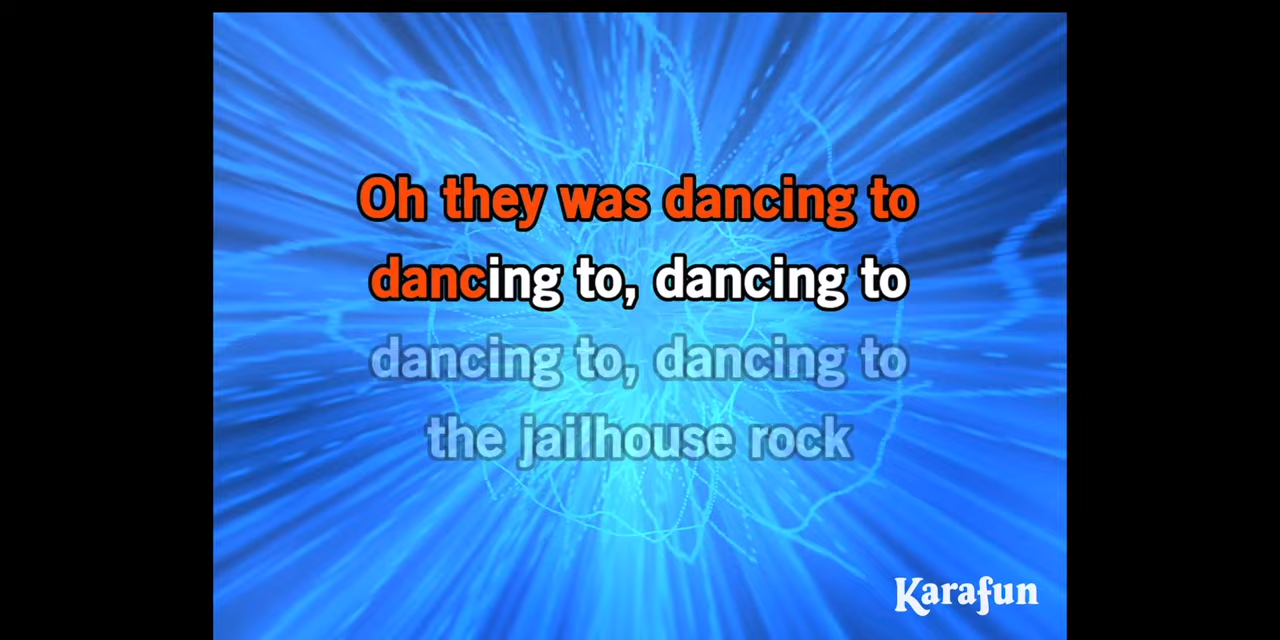 Oh they was dancing to
dancing to, dancing to
dancing to, dancing to
the jailhouse rock
Karafun